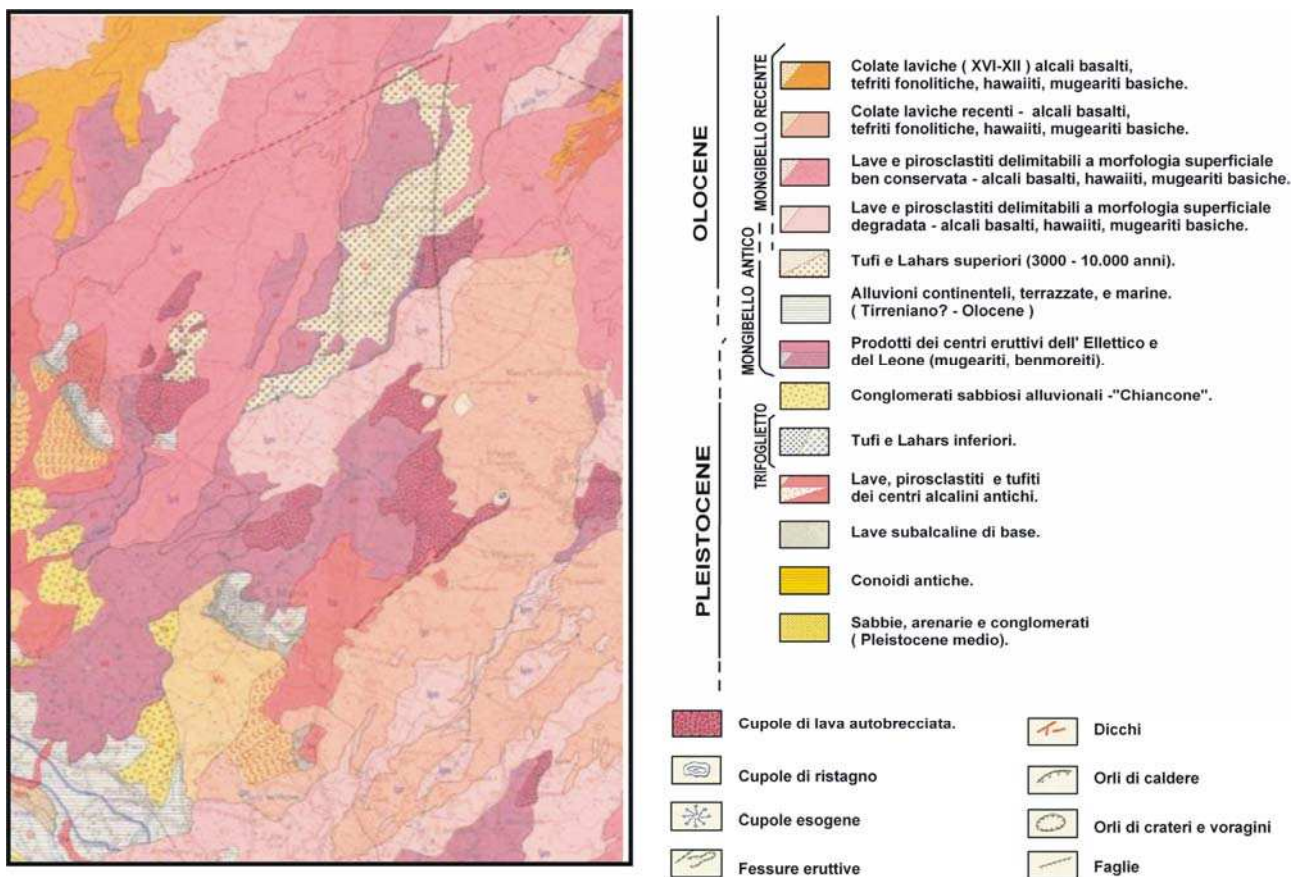 OLOCENE
PLEISTOCENE
MONGIBELLO RECENTE
MONGIBELLO ANTICO
TRIFOGLIETTO
Colate laviche ( XVI-XII ) alcali basalti,
tefriti fonolitiche, hawaiiti, mugeariti basiche.
Colate laviche recenti - alcali basalti,
tefriti fonolitiche, hawaiiti, mugeariti basiche.
Lave e pirosclastiti delimitabili a morfologia superficiale
ben conservata - alcali basalti, hawaiiti, mugeariti basiche.
Lave e pirosclastiti delimitabili a morfologia superficiale
degradata - alcali basalti, hawaiiti, mugeariti basiche.
Tufi e Lahars superiori (3000 - 10.000 anni).
Alluvioni continenteli, terrazzate, e marine.
( Tirreniano? - Olocene )
Prodotti dei centri eruttivi dell' Ellettico e
del Leone (mugeariti, benmoreiti).
Conglomerati sabbiosi alluvionali -"Chiancone".
Tufi e Lahars inferiori.
Lave, pirosclastiti e tufiti
dei centri alcalini antichi.
Lave subalcaline di base.
Conoidi antiche.
Sabbie, arenarie e conglomerati
( Pleistocene medio).
Cupole di lava autobrecciata.
Cupole di ristagno
Cupole esogene
Fessure eruttive
Dicchi
Orli di caldere
Orli di crateri e voragini
Faglie